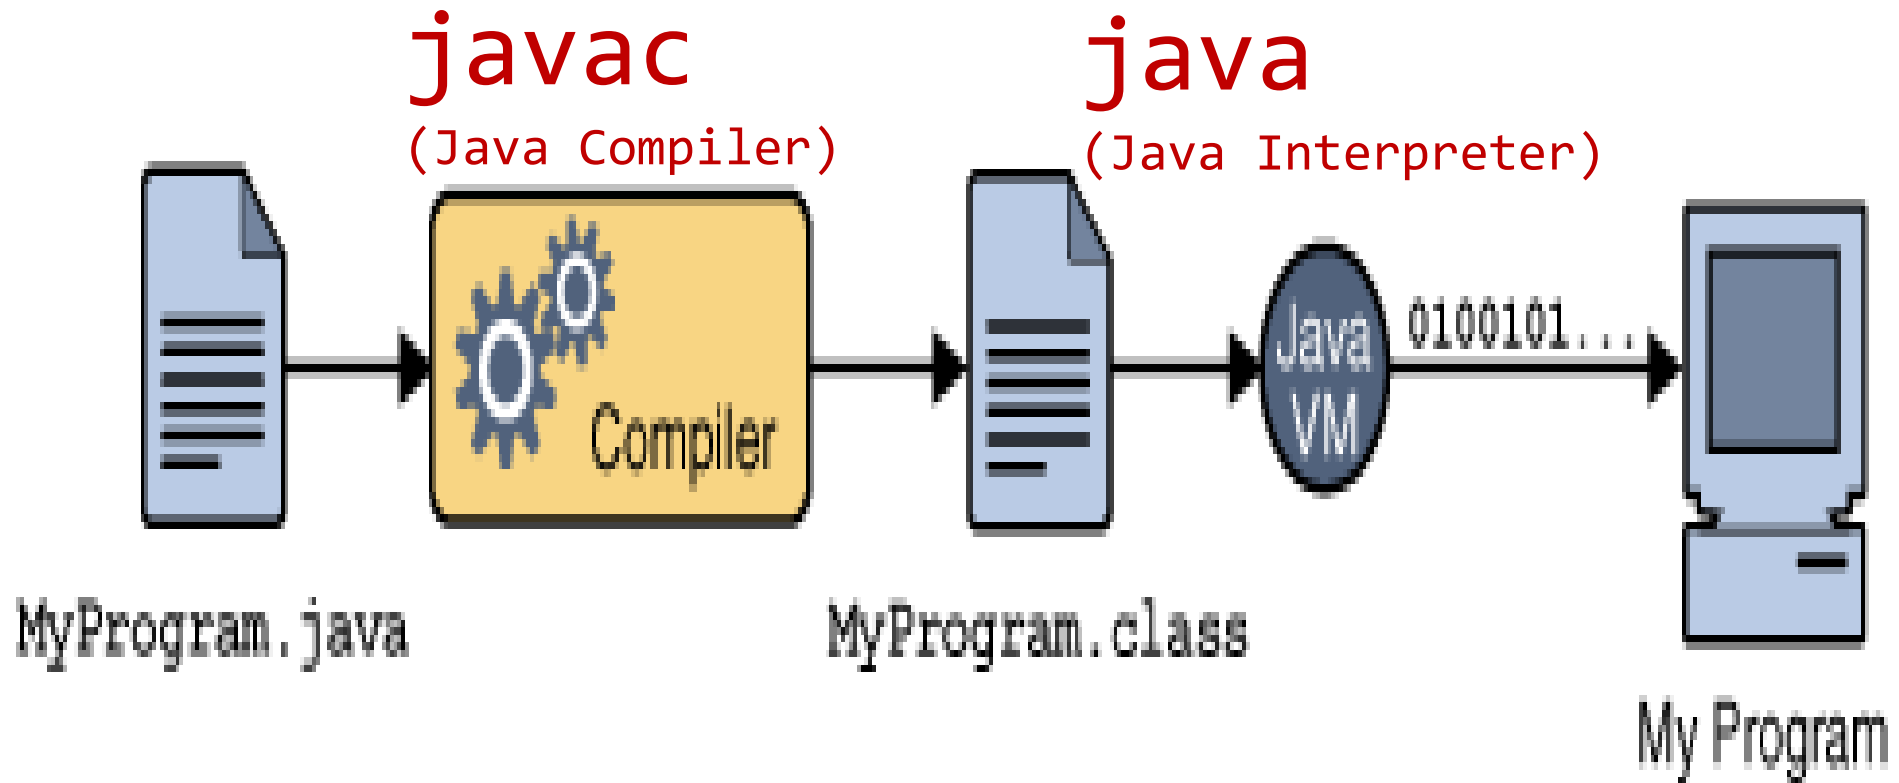 javac
(Java Compiler)
java
(Java Interpreter)
Compiler
Java
VM
0100101...
MyProgram.java
MyProgram.class
My Program